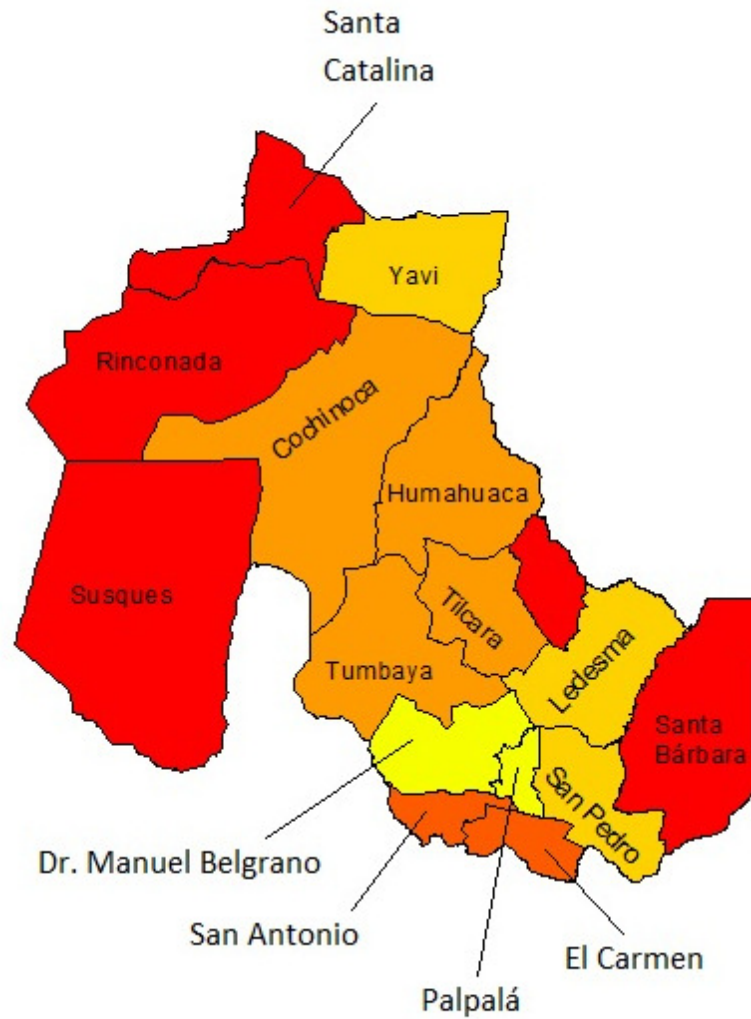 Santa
Catalina
Yavi
Rinconada
Cochinoca
Humahuaca
Susques
Tilcara
Tumbaya
Ledesma
Santa
Bárbara
San Pedro
Dr. Manuel Belgrano
San Antonio
El Carmen
Palpalá